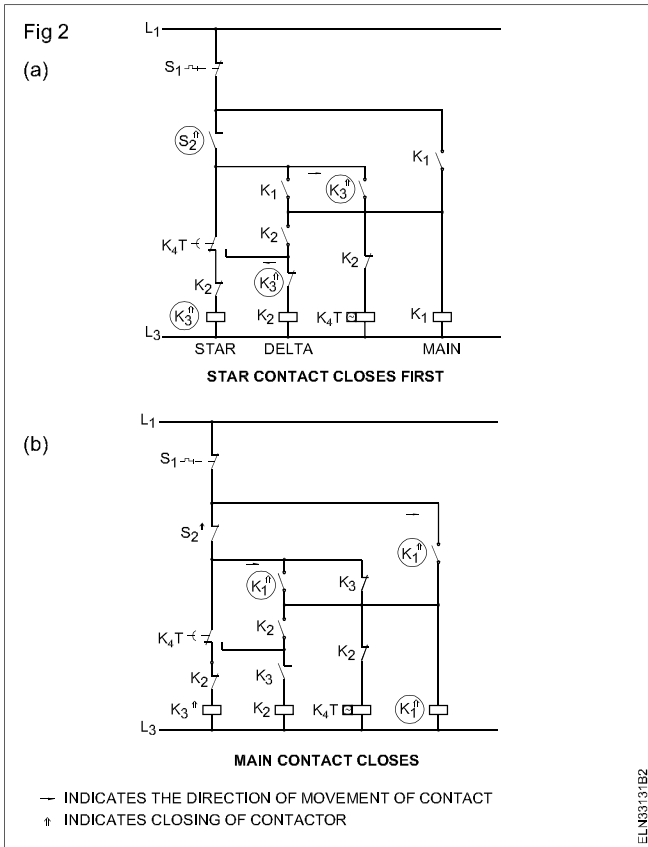 Fig 2
(a)
L1
S1
S2⇑
K1
K1
K3⇑
K2
K4T
K3⇑
K2
K2
K3⇑
K2
K4T
K1
L3
STAR DELTA MAIN
STAR CONTACT CLOSES FIRST
(b)
L1
S1
S2↑
K1⇑
K1⇑
K3
K2
K4T
K2
K2
K3
K3⇑
K2
K4T
K1⇑
L3
MAIN CONTACT CLOSES
→ INDICATES THE DIRECTION OF MOVEMENT OF CONTACT
⇑ INDICATES CLOSING OF CONTACTOR
ELN33131B2